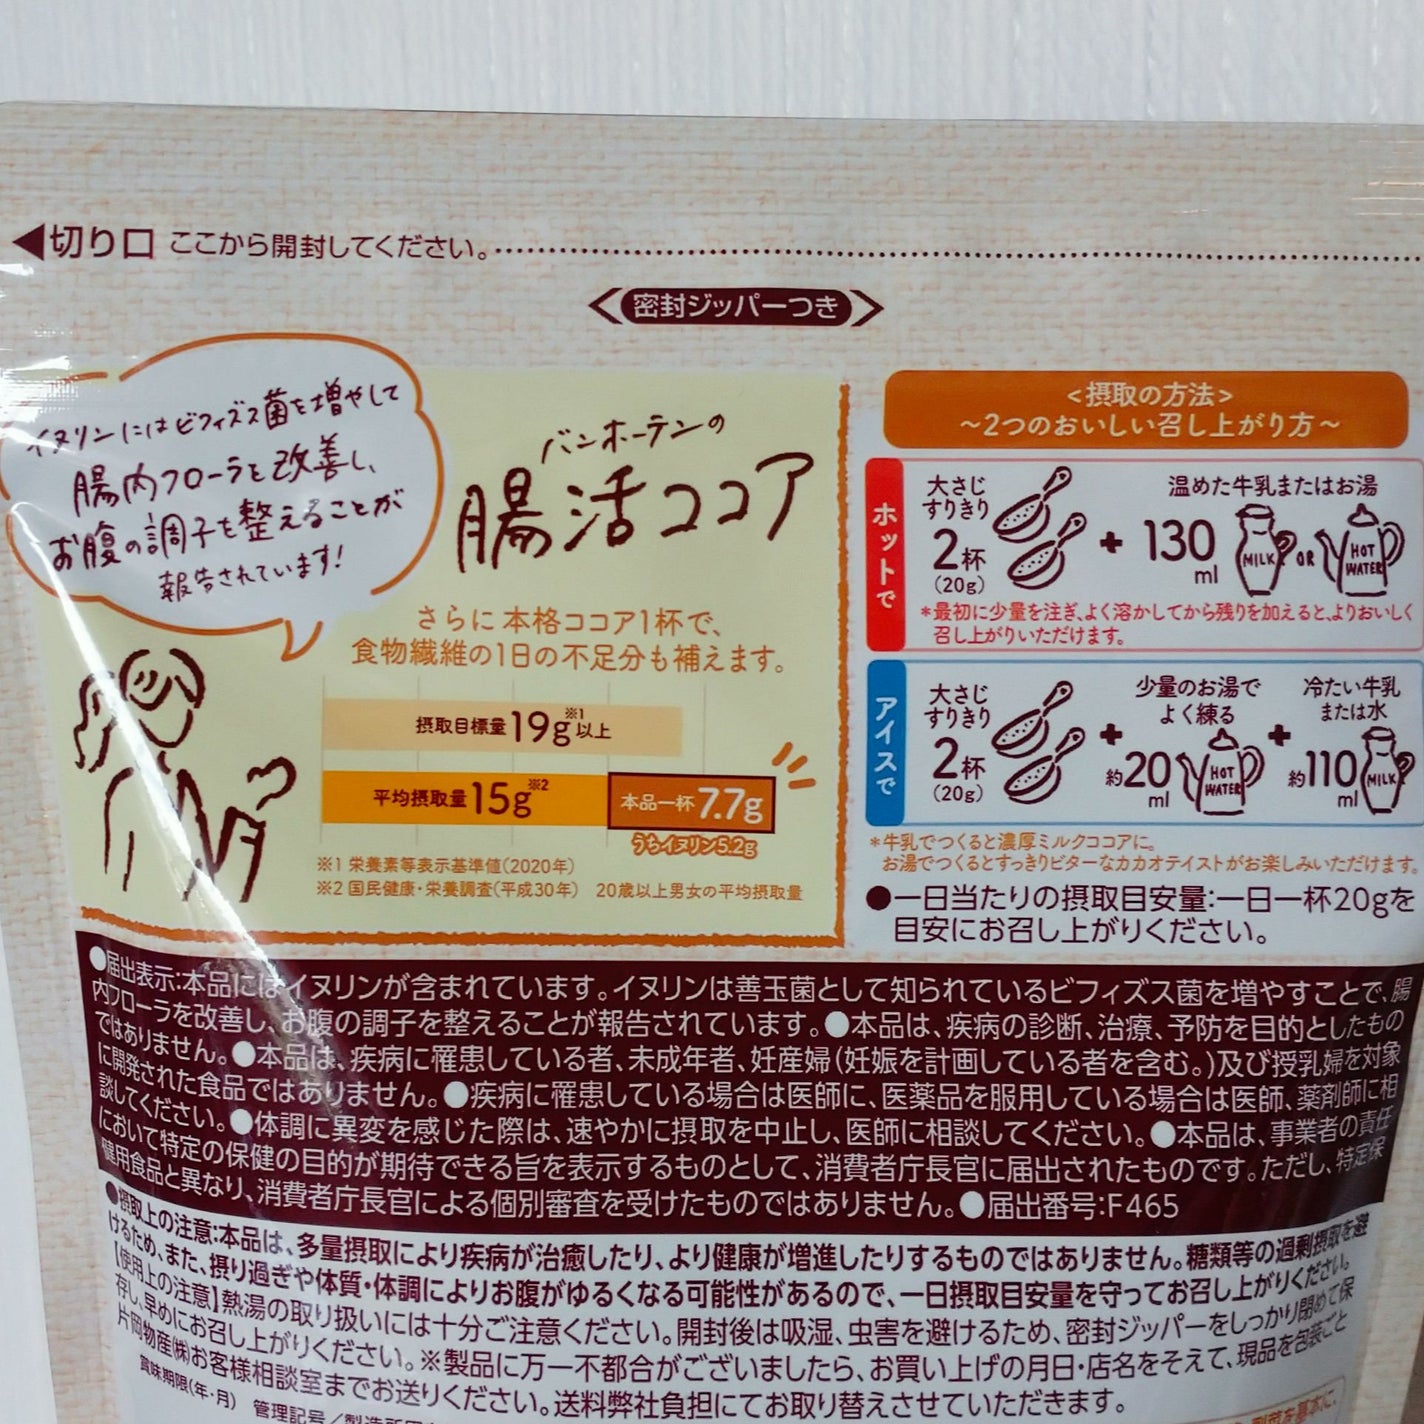 切り口 ここから開封してください。
密封ジッパーつき
イヌリンにはビフィズス菌を増やして
腸内フローラを改善し、
お腹の調子を整えることが
報告されています!
バンホーテンの
腸活ココア
さらに本格ココア1杯で、
食物繊維の1日の不足分も補えます。
摂取目標量19g※1以上
平均摂取量15g※2
本品一杯7.7g
うちイヌリン5.2g
※1 栄養素等表示基準値(2020年)
※2 国民健康・栄養調査(平成30年) 20歳以上男女の平均摂取量
<摂取の方法>
～2つのおいしい召し上がり方～
ホットで
大さじ
すりきり
2杯
(20g)
+
温めた牛乳またはお湯
130
ml
MILK OR HOT WATER
*最初に少量を注ぎ、よく溶かしてから残りを加えると、よりおいしく
召し上がりいただけます。
アイスで
大さじ
すりきり
2杯
(20g)
+
少量のお湯で
よく練る
約20
ml
HOT WATER
+
冷たい牛乳
または水
約110
ml
MILK
*牛乳でつくると濃厚ミルクココアに。
お湯でつくるとすっきりビターなカカオテイストがお楽しみいただけます。
●一日当たりの摂取目安量:一日一杯20gを
目安にお召し上がりください。
●届出表示:本品にはイヌリンが含まれています。イヌリンは善玉菌として知られているビフィズス菌を増やすことで、腸
内フローラを改善し、お腹の調子を整えることが報告されています。●本品は、疾病の診断、治療、予防を目的としたもの
ではありません。●本品は、疾病に罹患している者、未成年者、妊産婦(妊娠を計画している者を含む。)及び授乳婦を対象
に開発された食品ではありません。●疾病に罹患している場合は医師に、医薬品を服用している場合は医師、薬剤師に相
談してください。●体調に異変を感じた際は、速やかに摂取を中止し、医師に相談してください。●本品は、事業者の責任
において特定の保健の目的が期待できる旨を表示するものとして、消費者庁長官に届出されたものです。ただし、特定保
健用食品と異なり、消費者庁長官による個別審査を受けたものではありません。●届出番号:F465
●摂取上の注意:本品は、多量摂取により疾病が治癒したり、より健康が増進したりするものではありません。糖類等の過剰摂取を避
けるため、また、摂り過ぎや体質・体調によりお腹がゆるくなる可能性があるので、一日摂取目安量を守ってお召し上がりください。
【使用上の注意】熱湯の取り扱いには十分ご注意ください。開封後は吸湿、虫害を避けるため、密封ジッパーをしっかり閉めて保
存し、早めにお召し上がりください。※製品に万一不都合がございましたら、お買い上げの月日・店名をそえて、現品を包装ごと
片岡物産㈱お客様相談室までお送りください。送料弊社負担にてお取り替えさせていただきます。
賞味期限(年・月) 管理記号/製造所